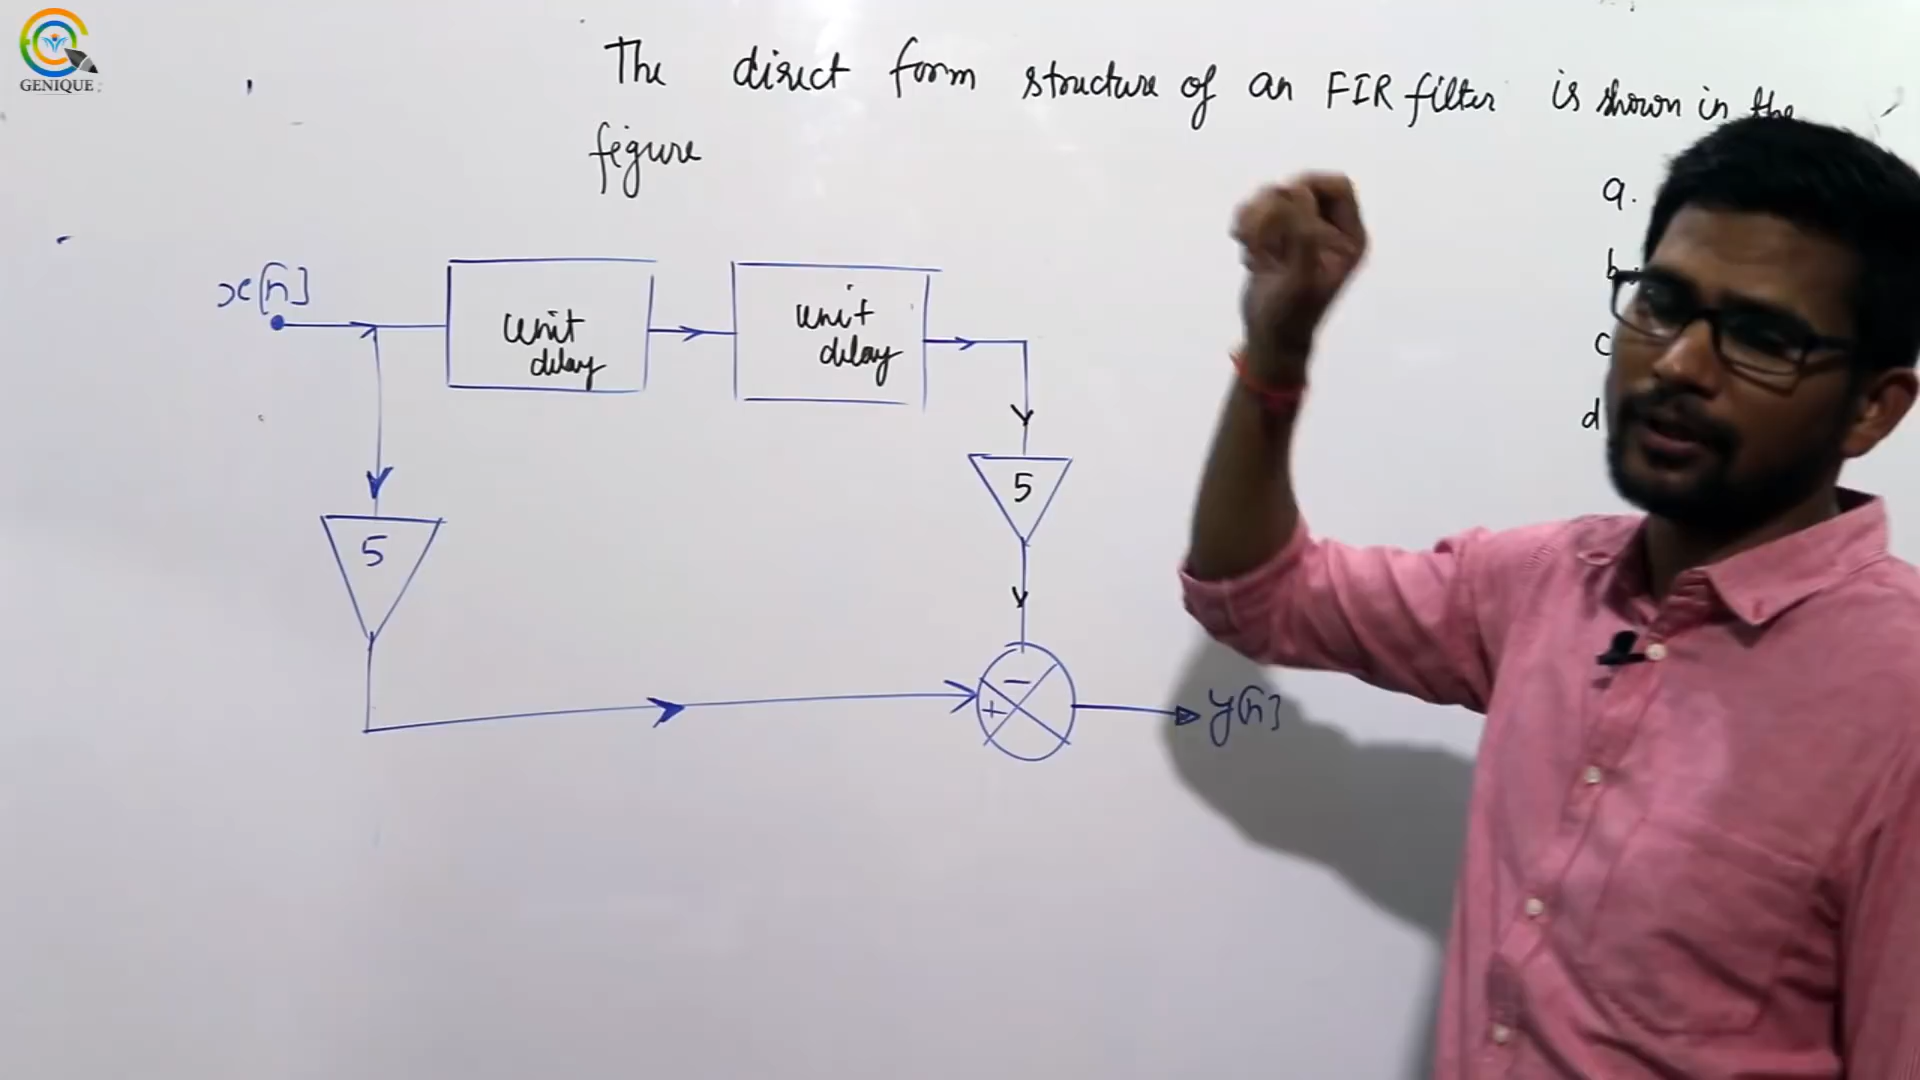 GENIQUE
The direct form structure of an FIR filter is shown in the
figure
a.
b.
c
d
x[n]
unit
delay
unit
delay
5
5
−
+
y[n]